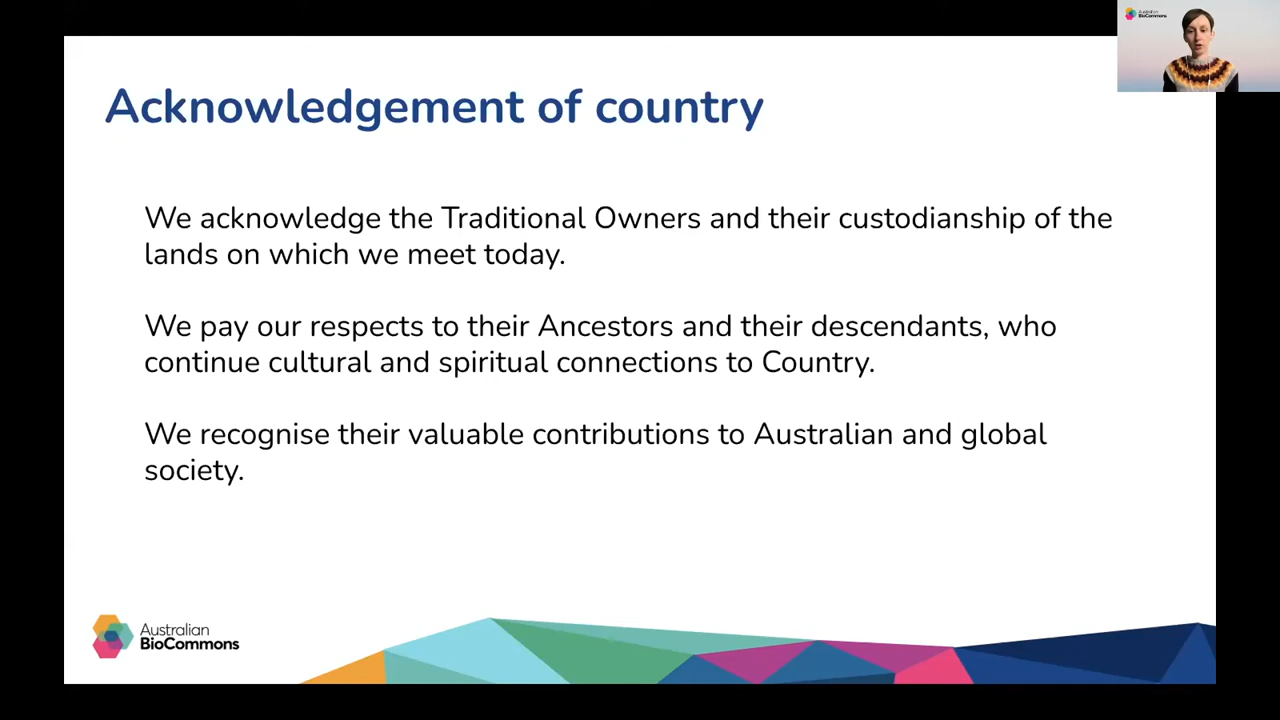 Australian
BioCommons
Acknowledgement of country
We acknowledge the Traditional Owners and their custodianship of the
lands on which we meet today.
We pay our respects to their Ancestors and their descendants, who
continue cultural and spiritual connections to Country.
We recognise their valuable contributions to Australian and global
society.
Australian
BioCommons